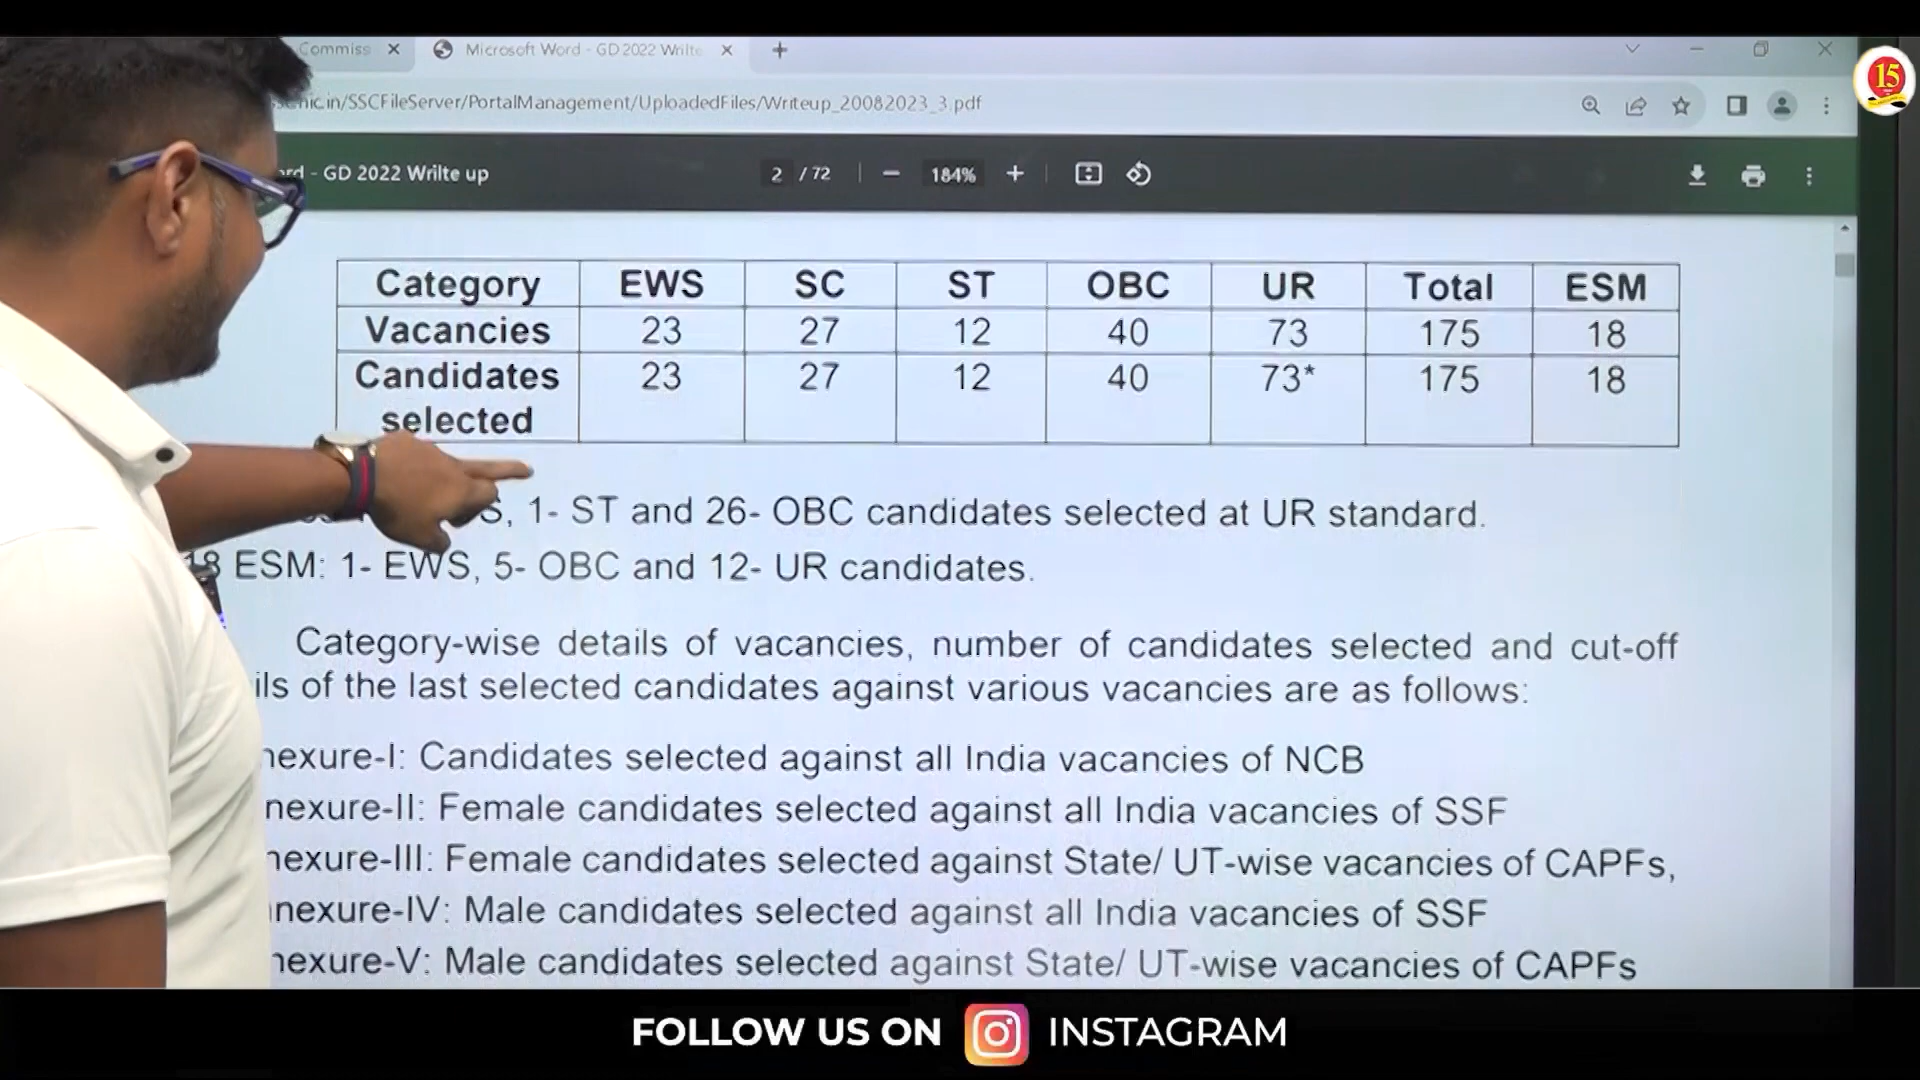 Commiss
Microsoft Word - GD 2022 Write
nic.in/SSCFileServer/PortalManagement/UploadedFiles/Writeup_20082023_3.pdf
15
- GD 2022 Wrilte up
2 / 72
184%
Category EWS SC ST OBC UR Total ESM
Vacancies 23 27 12 40 73 175 18
Candidates selected 23 27 12 40 73* 175 18
S, 1- ST and 26- OBC candidates selected at UR standard.
18 ESM: 1- EWS, 5- OBC and 12- UR candidates.
Category-wise details of vacancies, number of candidates selected and cut-off
ils of the last selected candidates against various vacancies are as follows:
nexure-I: Candidates selected against all India vacancies of NCB
nexure-II: Female candidates selected against all India vacancies of SSF
nexure-III: Female candidates selected against State/ UT-wise vacancies of CAPFs,
nnexure-IV: Male candidates selected against all India vacancies of SSF
nexure-V: Male candidates selected against State/ UT-wise vacancies of CAPFs
FOLLOW US ON INSTAGRAM